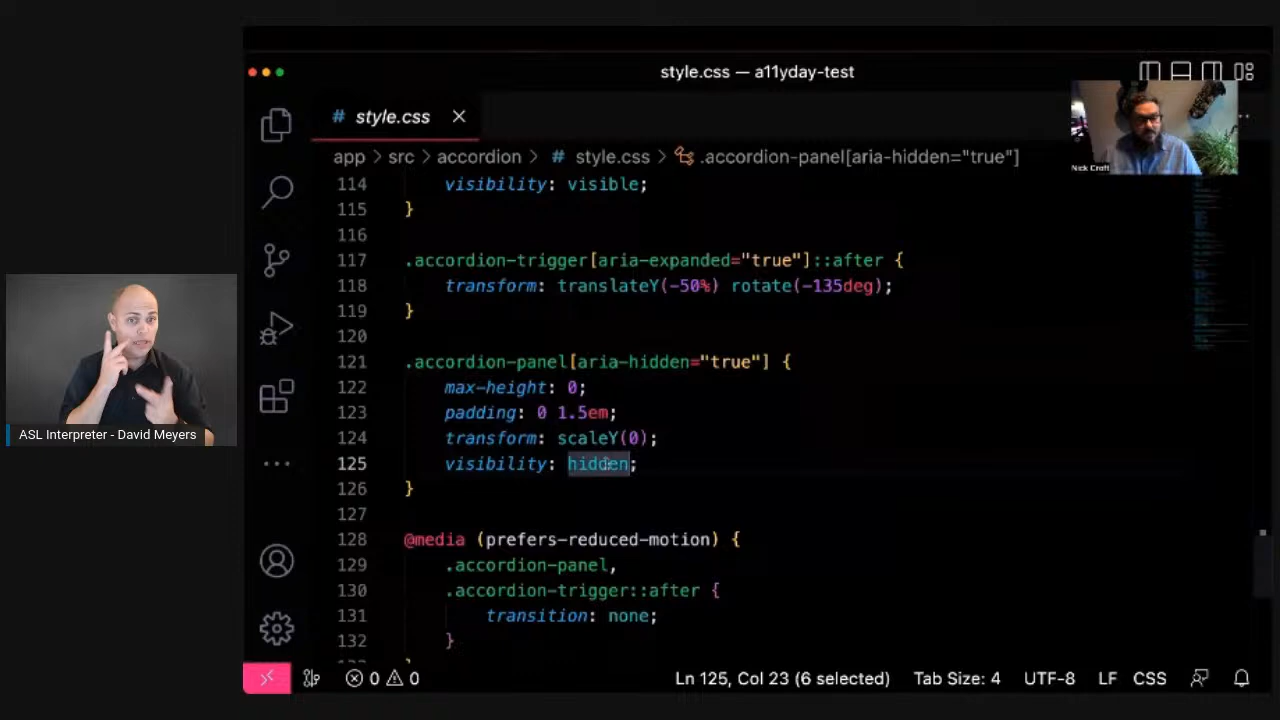 style.css — a11yday-test
# style.css ×
app > src > accordion > # style.css > .accordion-panel[aria-hidden="true"]
Nick Croft
114 visibility: visible;
115 }
116
117 .accordion-trigger[aria-expanded="true"]::after {
118 transform: translateY(-50%) rotate(-135deg);
119 }
120
121 .accordion-panel[aria-hidden="true"] {
122 max-height: 0;
123 padding: 0 1.5em;
124 transform: scaleY(0);
125 visibility: hidden;
126 }
127
128 @media (prefers-reduced-motion) {
129 .accordion-panel,
130 .accordion-trigger::after {
131 transition: none;
132 }
ASL Interpreter - David Meyers
0 0
Ln 125, Col 23 (6 selected) Tab Size: 4 UTF-8 LF CSS